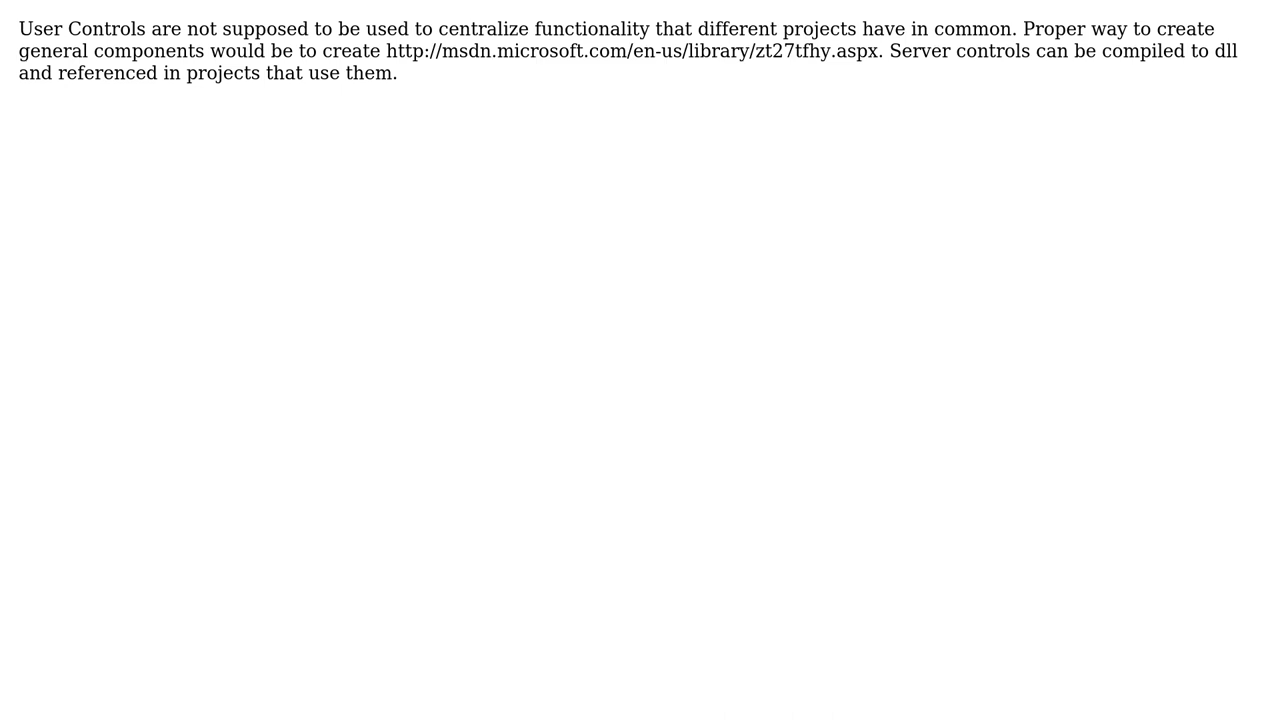 User Controls are not supposed to be used to centralize functionality that different projects have in common. Proper way to create
general components would be to create http://msdn.microsoft.com/en-us/library/zt27tfhy.aspx. Server controls can be compiled to dll
and referenced in projects that use them.